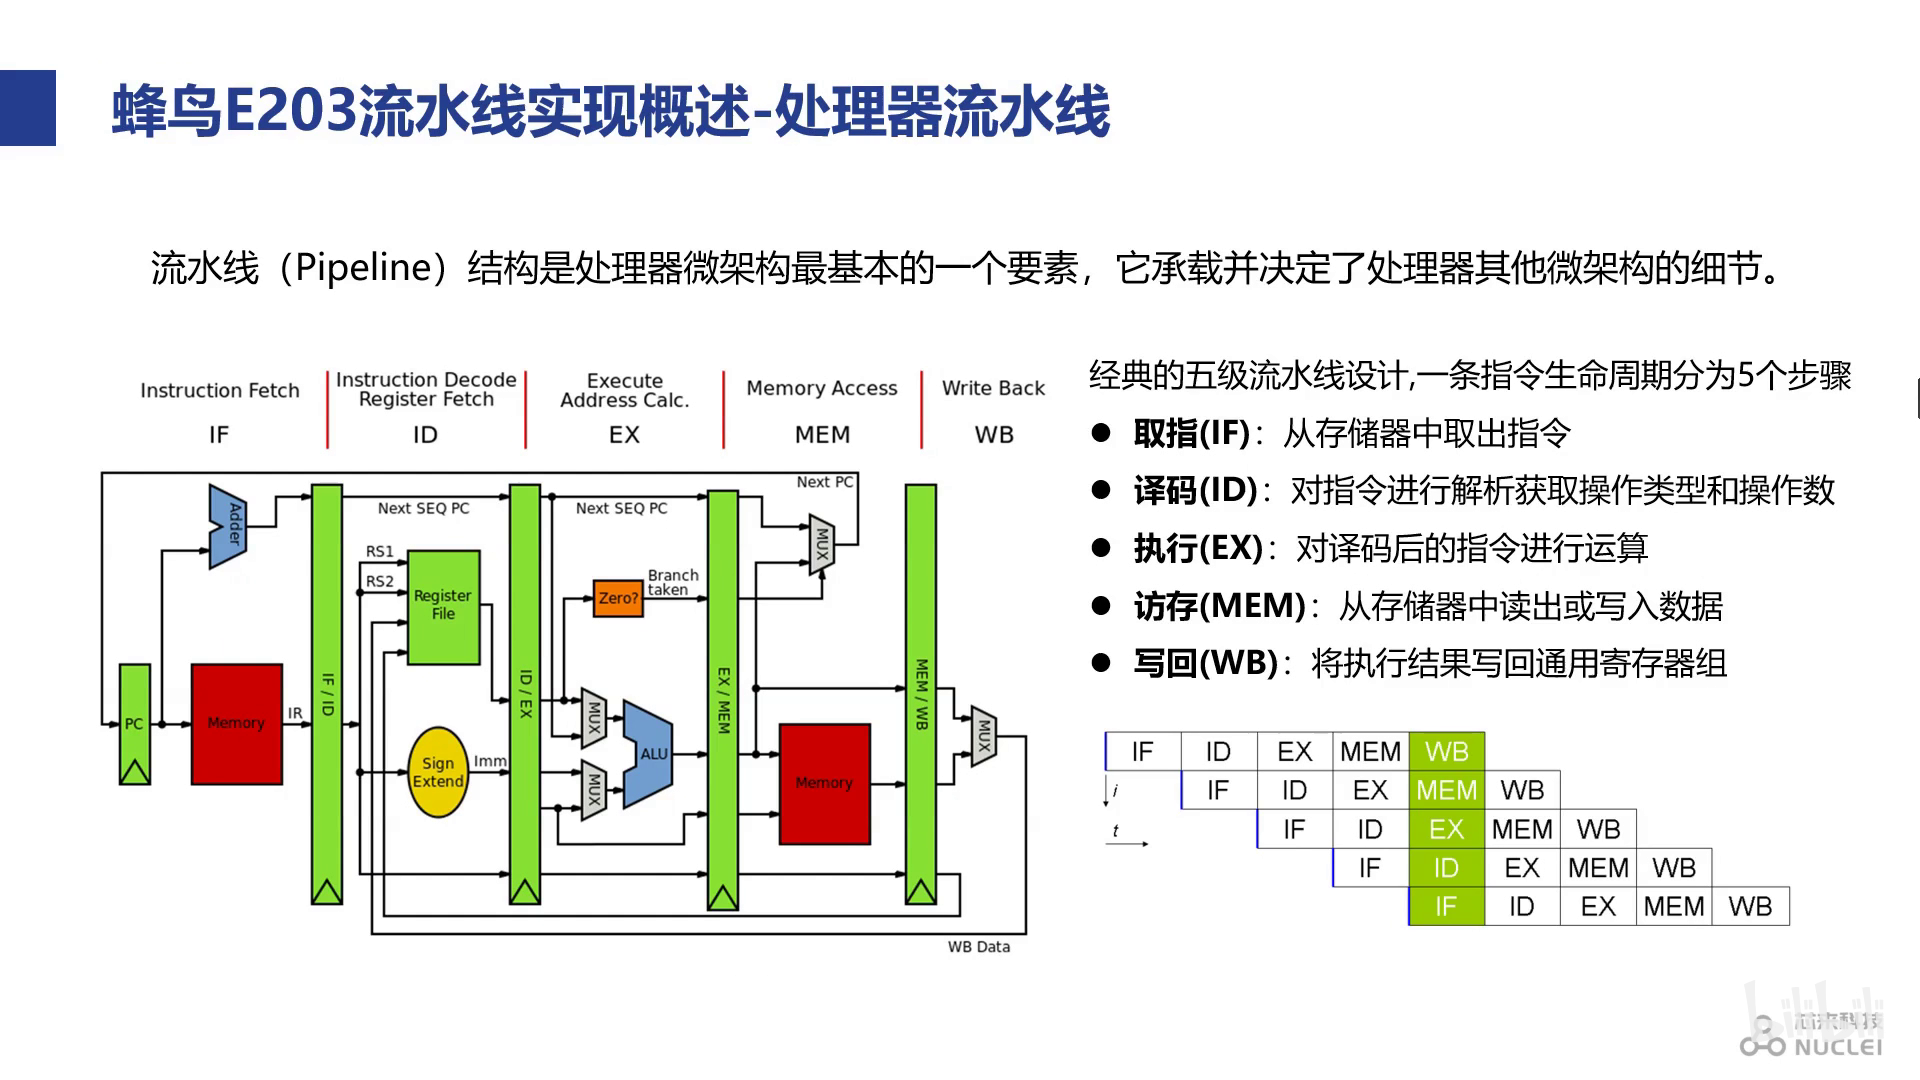 蜂鸟E203流水线实现概述-处理器流水线
流水线（Pipeline）结构是处理器微架构最基本的一个要素，它承载并决定了处理器其他微架构的细节。
Instruction Fetch
IF
Instruction Decode
Register Fetch
ID
Execute
Address Calc.
EX
Memory Access
MEM
Write Back
WB
Next PC
Adder
Next SEQ PC
Next SEQ PC
MUX
RS1
RS2
Register
File
Zero?
Branch
taken
PC
Memory
IR
IF / ID
Sign
Extend
Imm
ID / EX
MUX
MUX
ALU
EX / MEM
Memory
MEM / WB
MUX
WB Data
经典的五级流水线设计,一条指令生命周期分为5个步骤
● 取指(IF)：从存储器中取出指令
● 译码(ID)：对指令进行解析获取操作类型和操作数
● 执行(EX)：对译码后的指令进行运算
● 访存(MEM)：从存储器中读出或写入数据
● 写回(WB)：将执行结果写回通用寄存器组
IF ID EX MEM WB
i IF ID EX MEM WB
t IF ID EX MEM WB
IF ID EX MEM WB
IF ID EX MEM WB
芯来科技
NUCLEI